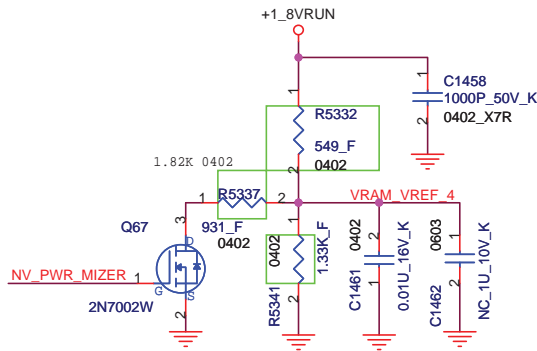 +1_8VRUN
1
C1458
1000P_50V_K
2
0402_X7R
1
R5332
549_F
2
0402
1.82K 0402
1
R5337
2
VRAM_VREF_4
931_F
0402
Q67
3
D
NV_PWR_MIZER
1
G
S
2N7002W
2
0402
1
1.33K_F
2
R5341
0402
2
0.01U_16V_K
1
C1461
0603
1
NC_1U_10V_K
2
C1462